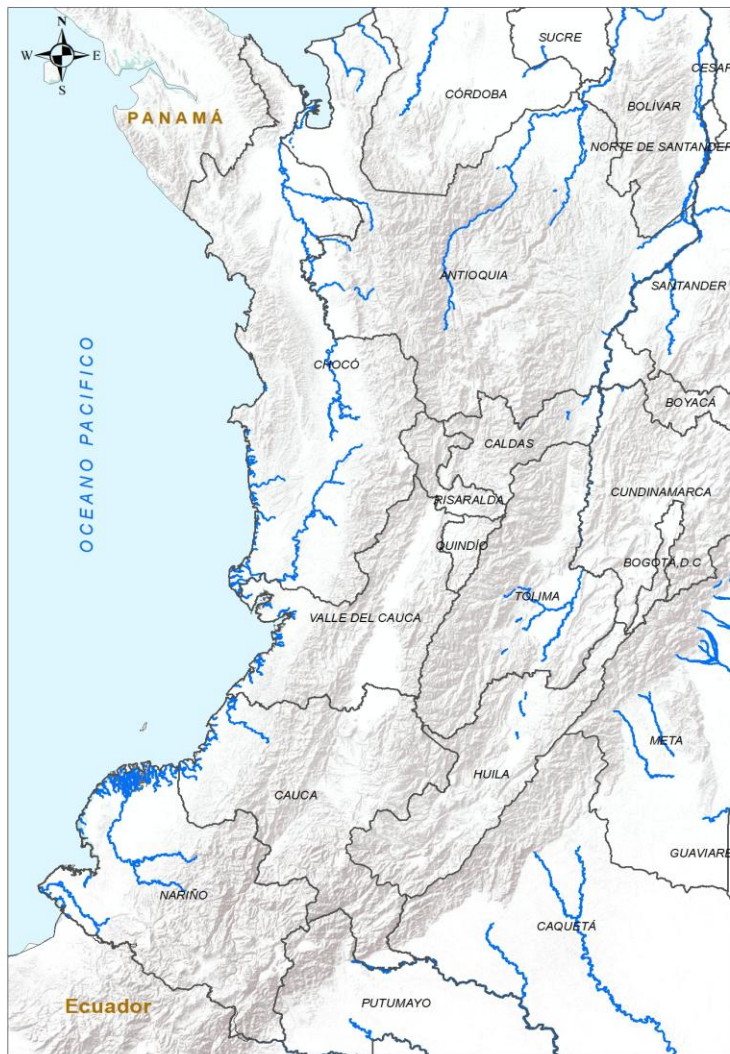 N
W E
S
PANAMÁ
SUCRE
CESAR
CÓRDOBA
BOLÍVAR
NORTE DE SANTANDER
ANTIOQUIA
SANTANDER
CHOCÓ
BOYACÁ
CALDAS
OCEANO PACIFICO
RISARALDA
CUNDINAMARCA
QUINDÍO
BOGOTÁ,D.C
TOLIMA
VALLE DEL CAUCA
META
HUILA
CAUCA
GUAVIARE
NARIÑO
CAQUETÁ
Ecuador
PUTUMAYO